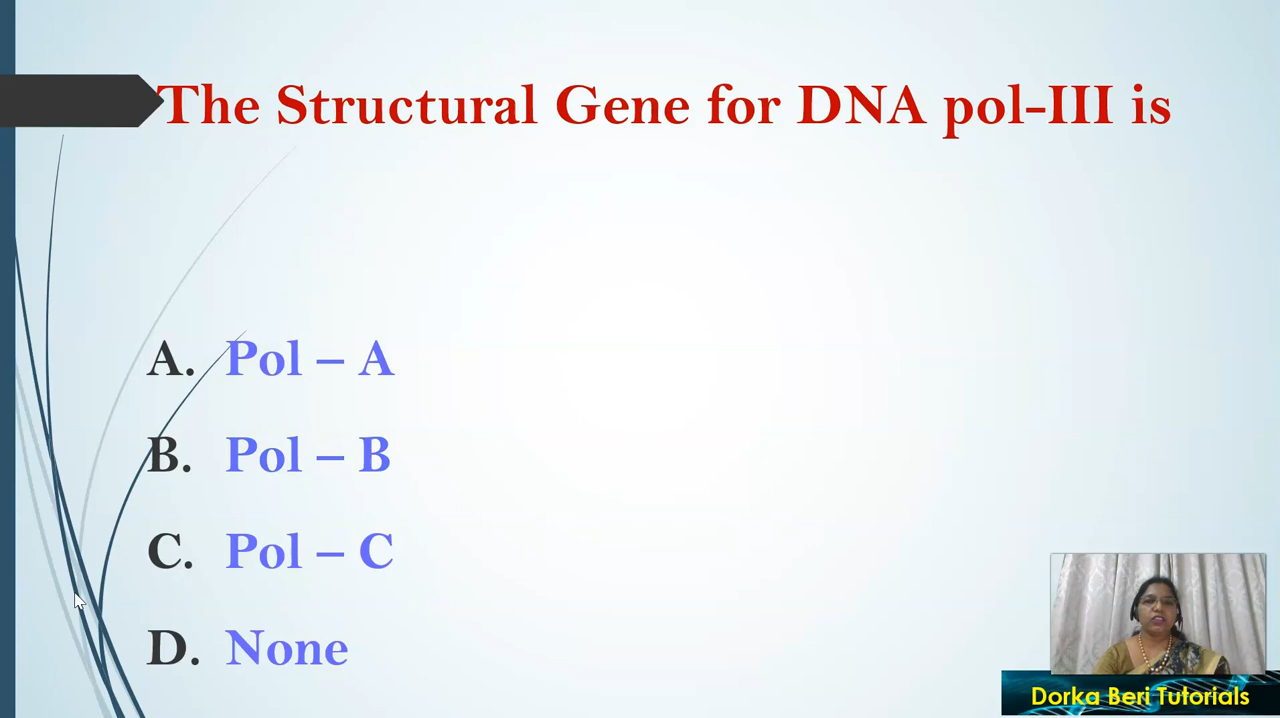 The Structural Gene for DNA pol-III is
A. Pol – A
B. Pol – B
C. Pol – C
D. None
Dorka Beri Tutorials